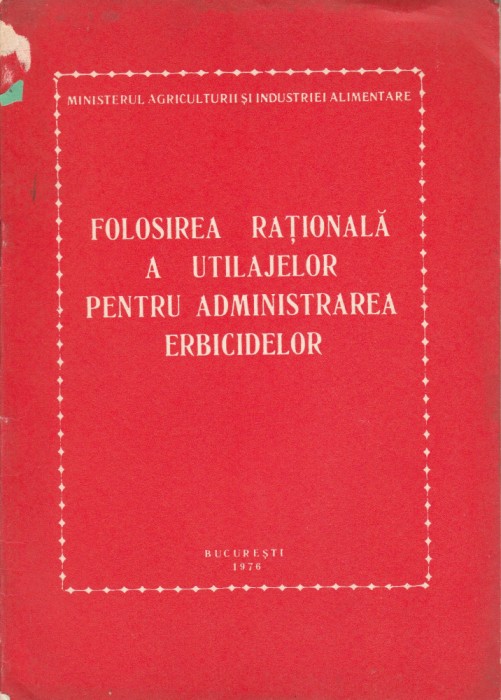 MINISTERUL AGRICULTURII ȘI INDUSTRIEI ALIMENTARE
FOLOSIREA RAȚIONALĂ
A UTILAJELOR
PENTRU ADMINISTRAREA
ERBICIDELOR
BUCUREȘTI
1976